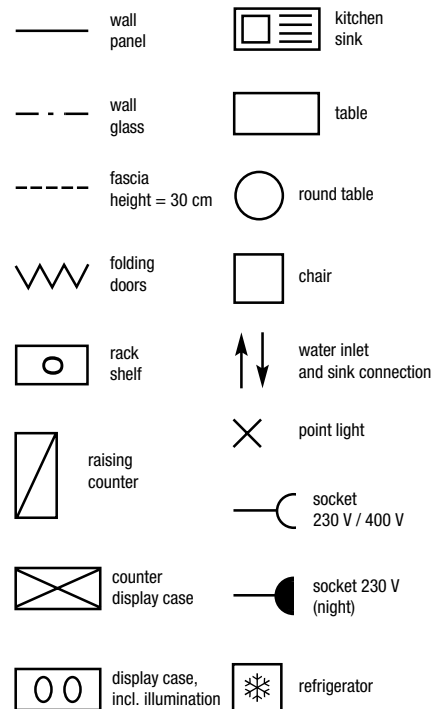 wall
panel
wall
glass
fascia
height = 30 cm
folding
doors
rack
shelf
raising
counter
counter
display case
display case,
incl. illumination
kitchen
sink
table
round table
chair
water inlet
and sink connection
point light
socket
230 V / 400 V
socket 230 V
(night)
refrigerator